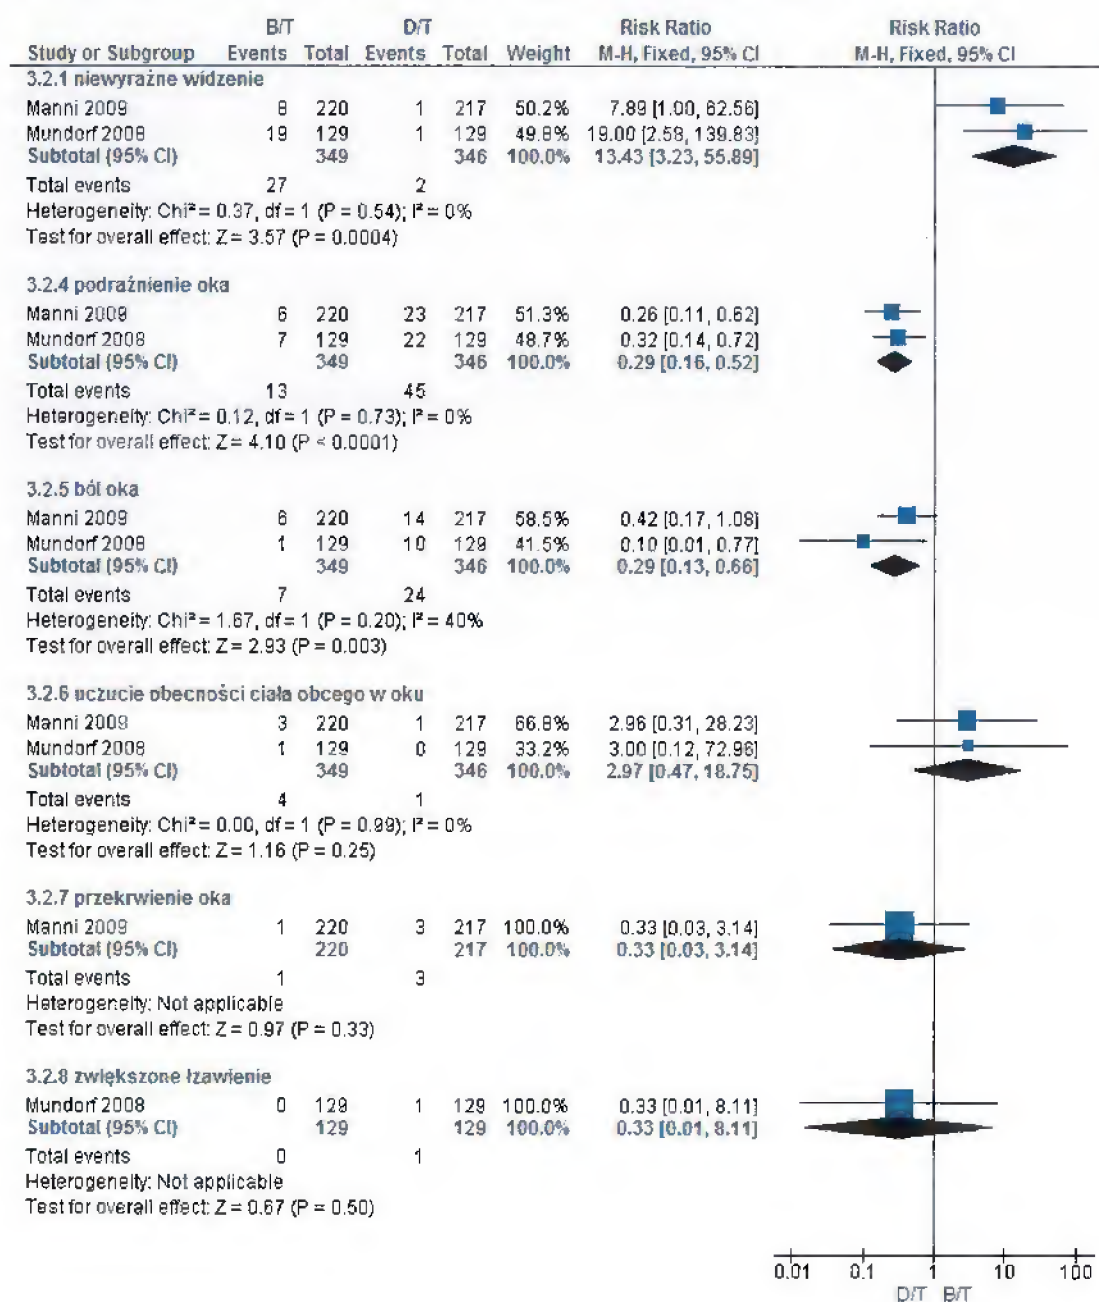 B/T D/T Risk Ratio Risk Ratio
Study or Subgroup Events Total Events Total Weight M-H, Fixed, 95% CI M-H, Fixed, 95% CI
3.2.1 niewyraźne widzenie
Manni 2009 8 220 1 217 50.2% 7.89 [1.00, 62.56]
Mundorf 2008 19 129 1 129 49.8% 19.00 [2.58, 139.83]
Subtotal (95% CI) 349 346 100.0% 13.43 [3.23, 55.89]
Total events 27 2
Heterogeneity: Chi² = 0.37, df = 1 (P = 0.54); I² = 0%
Test for overall effect: Z = 3.57 (P = 0.0004)
3.2.4 podrażnienie oka
Manni 2009 6 220 23 217 51.3% 0.26 [0.11, 0.62]
Mundorf 2008 7 129 22 129 48.7% 0.32 [0.14, 0.72]
Subtotal (95% CI) 349 346 100.0% 0.29 [0.16, 0.52]
Total events 13 45
Heterogeneity: Chi² = 0.12, df = 1 (P = 0.73); I² = 0%
Test for overall effect: Z = 4.10 (P < 0.0001)
3.2.5 ból oka
Manni 2009 6 220 14 217 58.5% 0.42 [0.17, 1.08]
Mundorf 2008 1 129 10 129 41.5% 0.10 [0.01, 0.77]
Subtotal (95% CI) 349 346 100.0% 0.29 [0.13, 0.66]
Total events 7 24
Heterogeneity: Chi² = 1.67, df = 1 (P = 0.20); I² = 40%
Test for overall effect: Z = 2.93 (P = 0.003)
3.2.6 uczucie obecności ciała obcego w oku
Manni 2009 3 220 1 217 66.8% 2.96 [0.31, 28.23]
Mundorf 2008 1 129 0 129 33.2% 3.00 [0.12, 72.96]
Subtotal (95% CI) 349 346 100.0% 2.97 [0.47, 18.75]
Total events 4 1
Heterogeneity: Chi² = 0.00, df = 1 (P = 0.99); I² = 0%
Test for overall effect: Z = 1.16 (P = 0.25)
3.2.7 przekrwienie oka
Manni 2009 1 220 3 217 100.0% 0.33 [0.03, 3.14]
Subtotal (95% CI) 220 217 100.0% 0.33 [0.03, 3.14]
Total events 1 3
Heterogeneity: Not applicable
Test for overall effect: Z = 0.97 (P = 0.33)
3.2.8 zwiększone łzawienie
Mundorf 2008 0 129 1 129 100.0% 0.33 [0.01, 8.11]
Subtotal (95% CI) 129 129 100.0% 0.33 [0.01, 8.11]
Total events 0 1
Heterogeneity: Not applicable
Test for overall effect: Z = 0.67 (P = 0.50)
0.01 0.1 1 10 100
D/T B/T